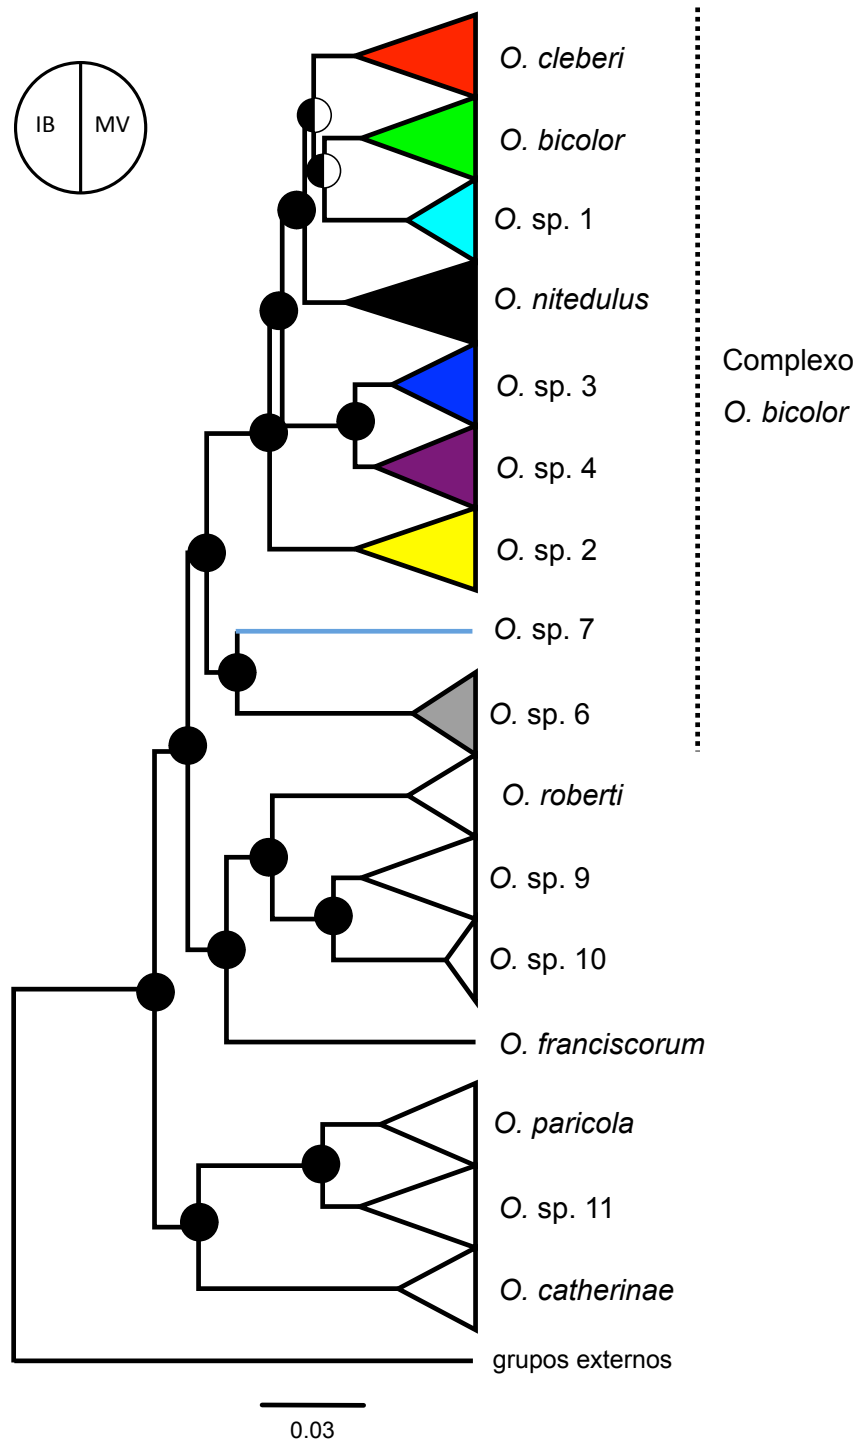 IB MV
O. cleberi
O. bicolor
O. sp. 1
O. nitedulus
O. sp. 3
Complexo
O. bicolor
O. sp. 4
O. sp. 2
O. sp. 7
O. sp. 6
O. roberti
O. sp. 9
O. sp. 10
O. franciscorum
O. paricola
O. sp. 11
O. catherinae
grupos externos
0.03